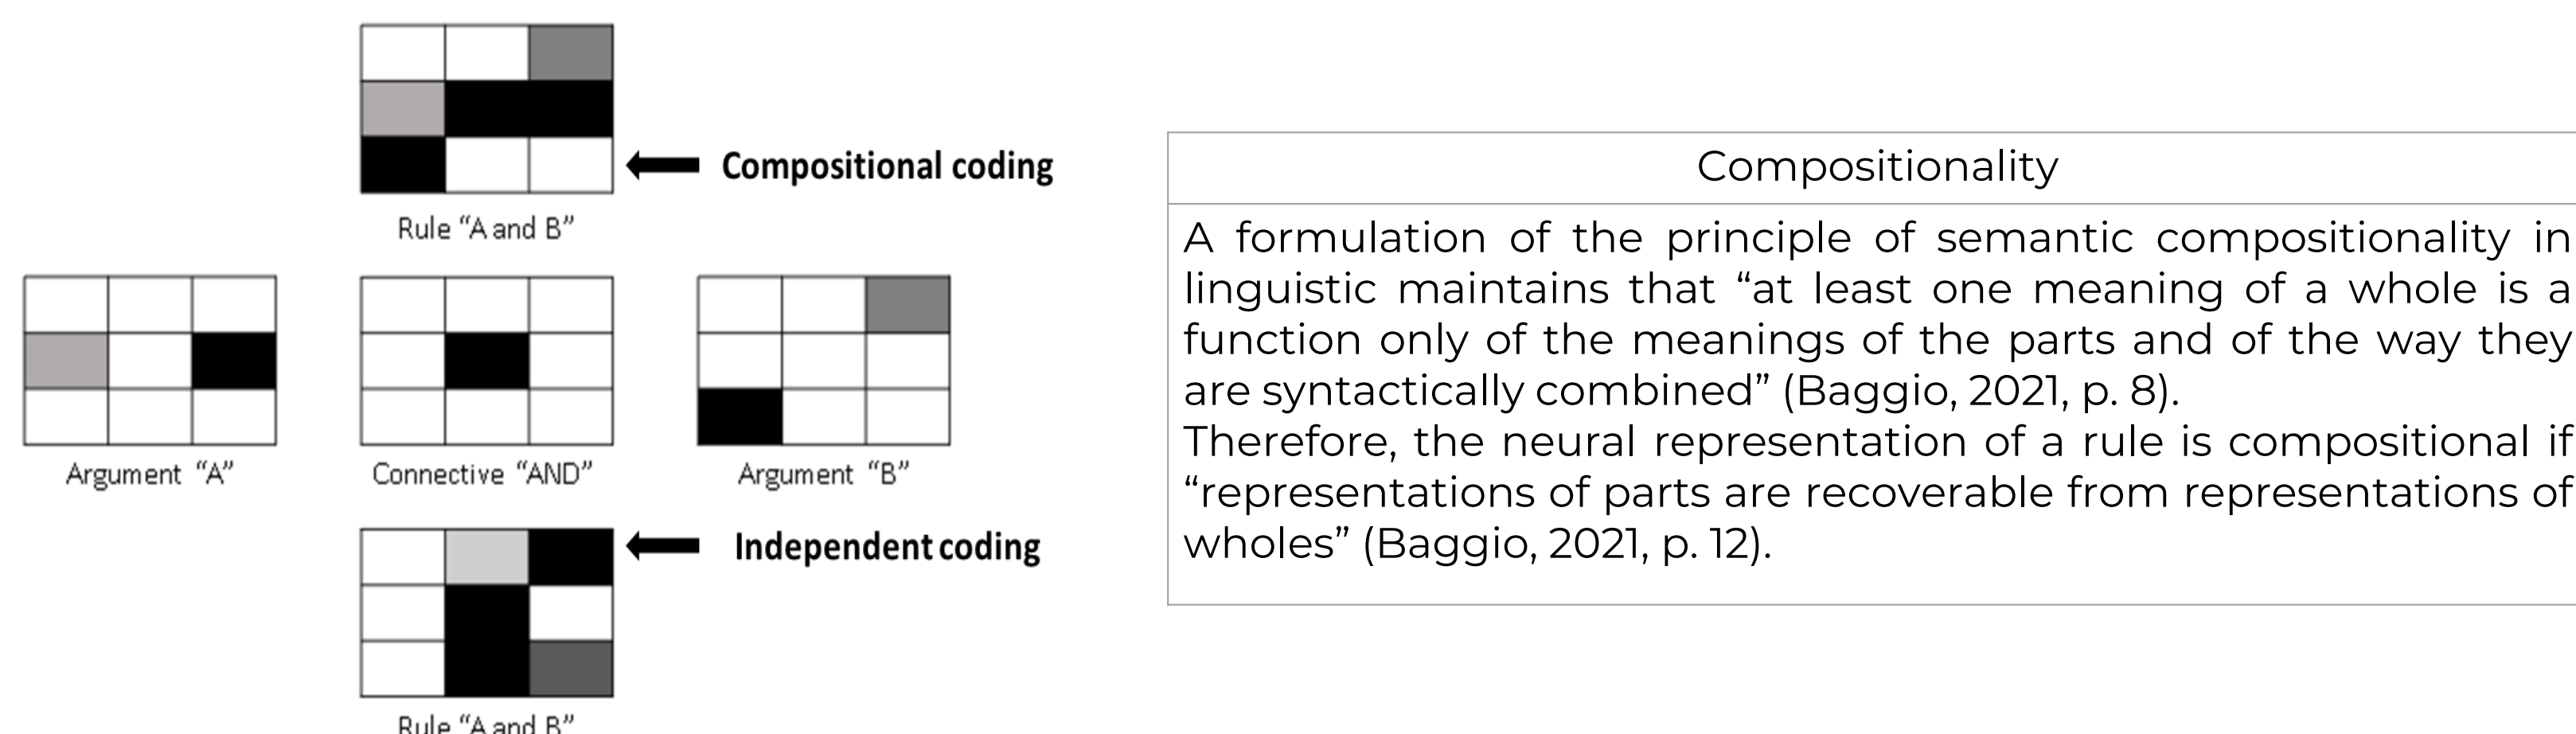 Compositional coding
Rule “A and B”
Argument “A”
Connective “AND”
Argument “B”
Independent coding
Rule “A and B”
Compositionality
A formulation of the principle of semantic compositionality in
linguistic maintains that “at least one meaning of a whole is a
function only of the meanings of the parts and of the way they
are syntactically combined” (Baggio, 2021, p. 8).
Therefore, the neural representation of a rule is compositional if
“representations of parts are recoverable from representations of
wholes” (Baggio, 2021, p. 12).